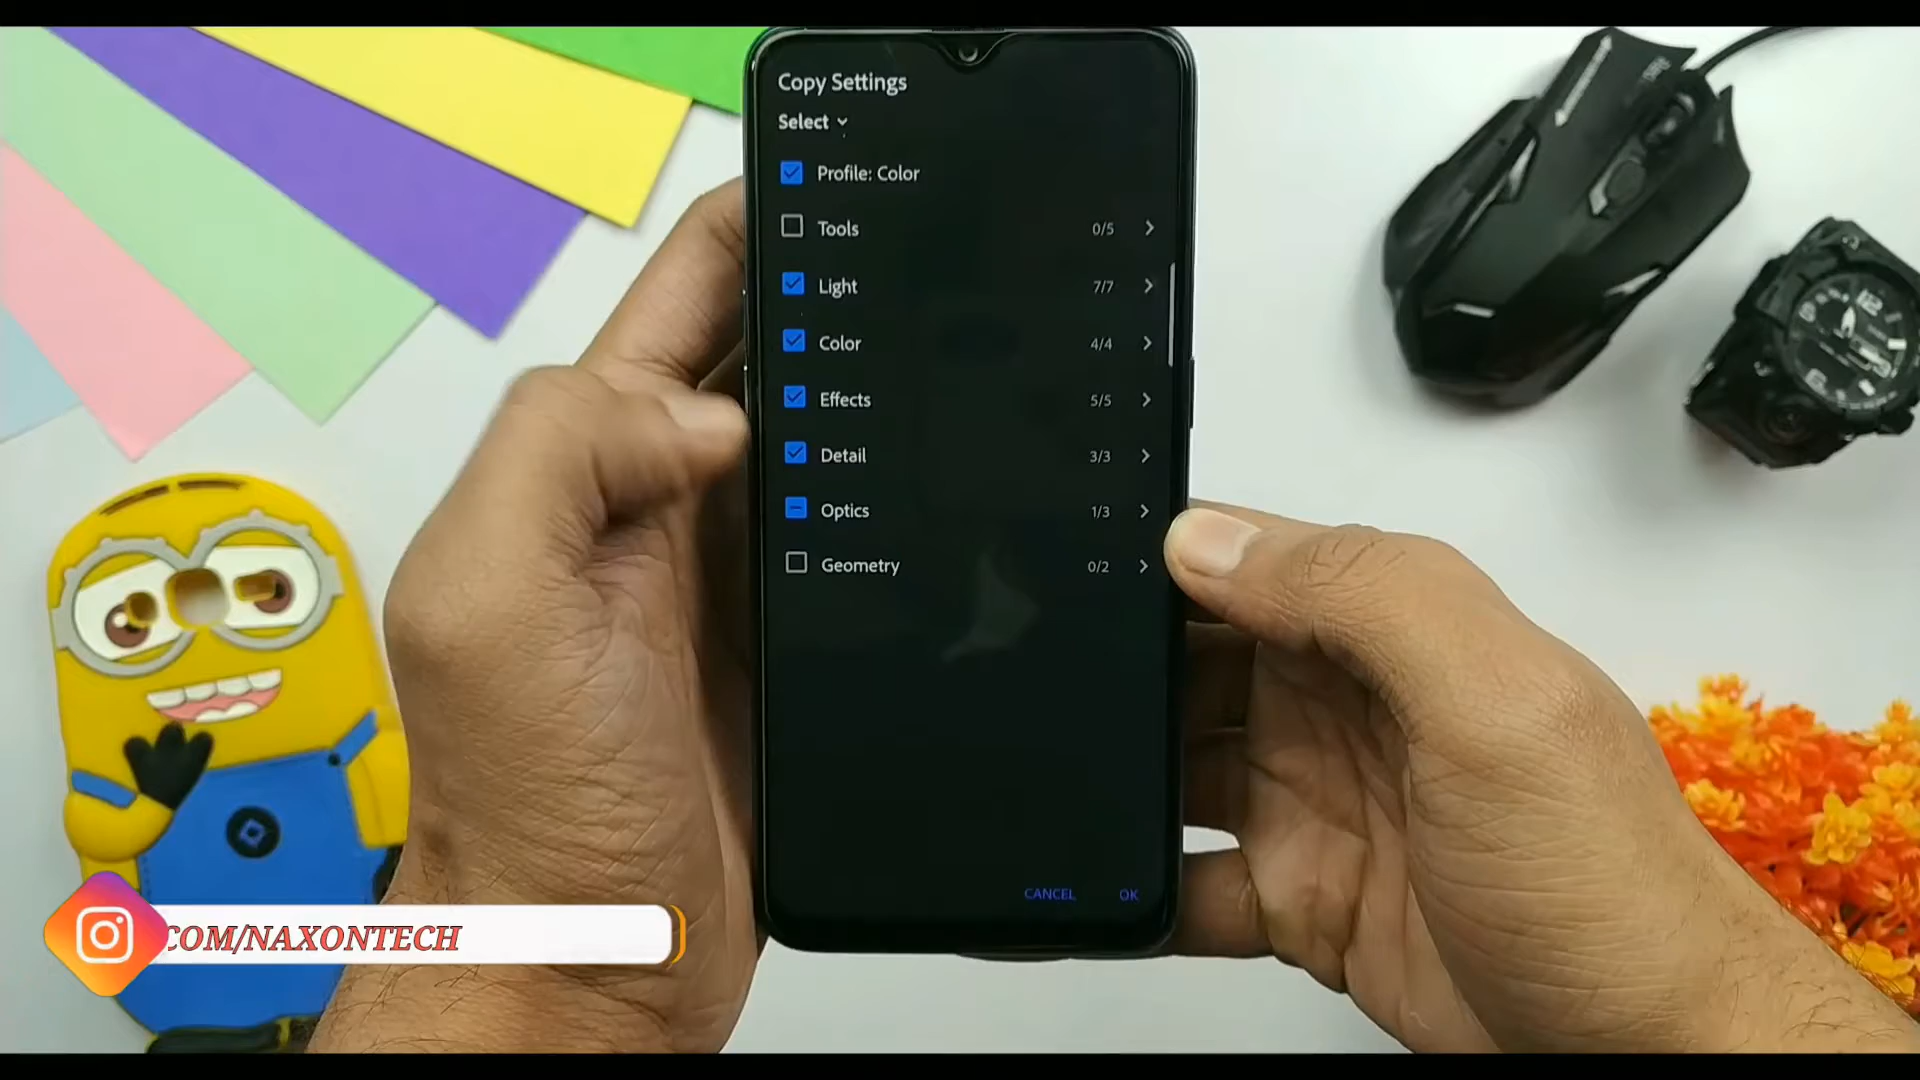 Copy Settings
Select
Profile: Color
Tools 0/5
Light 7/7
Color 4/4
Effects 5/5
Detail 3/3
Optics 1/3
Geometry 0/2
CANCEL OK
COM/NAXONTECH
12